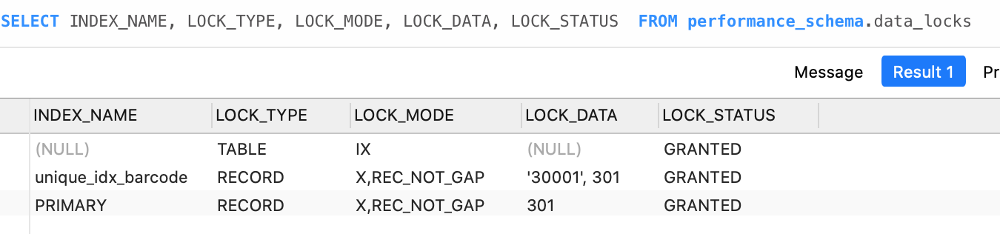 SELECT INDEX_NAME, LOCK_TYPE, LOCK_MODE, LOCK_DATA, LOCK_STATUS FROM performance_schema.data_locks
Message Result 1 Pr
INDEX_NAME LOCK_TYPE LOCK_MODE LOCK_DATA LOCK_STATUS
(NULL) TABLE IX (NULL) GRANTED
unique_idx_barcode RECORD X,REC_NOT_GAP '30001', 301 GRANTED
PRIMARY RECORD X,REC_NOT_GAP 301 GRANTED